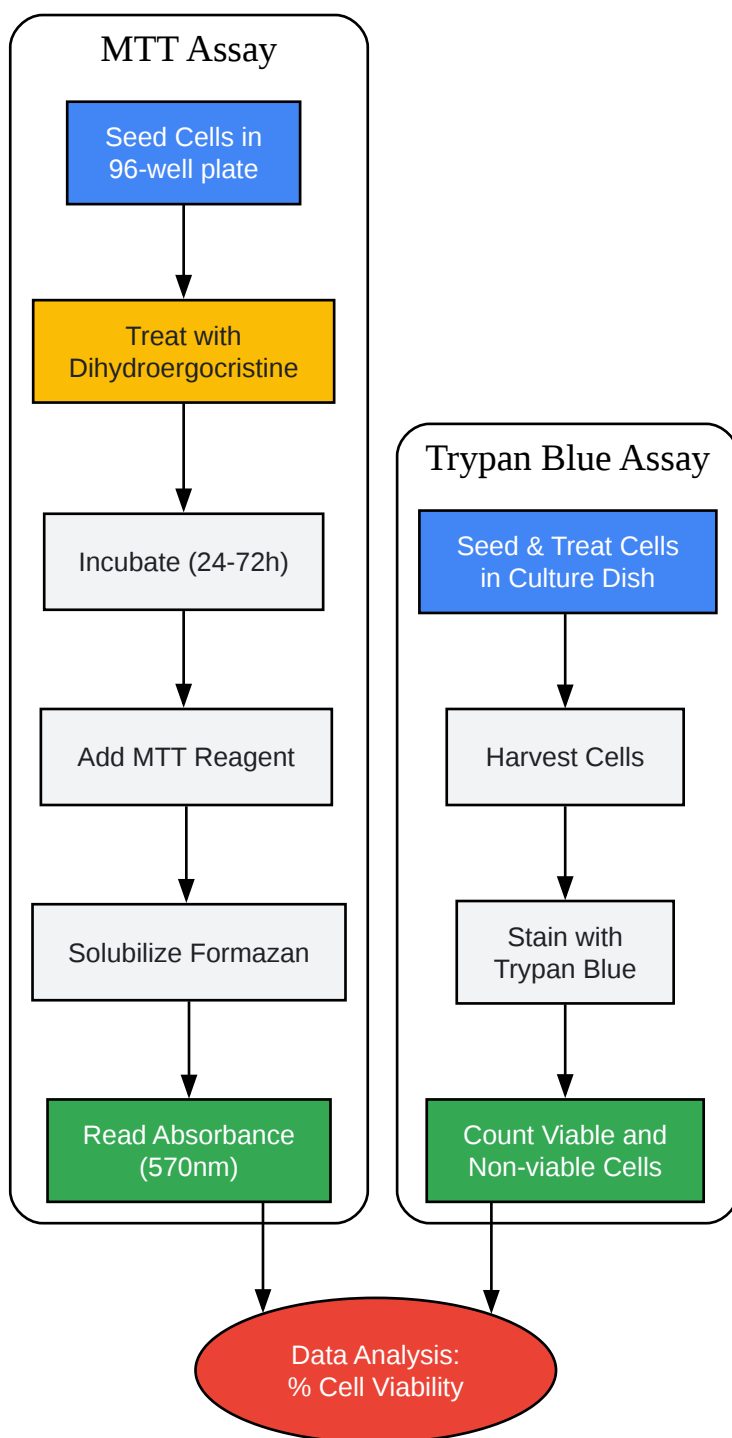 MTT Assay
Seed Cells in
96-well plate
Treat with
Dihydroergocristine
Incubate (24-72h)
Add MTT Reagent
Solubilize Formazan
Read Absorbance
(570nm)
Trypan Blue Assay
Seed & Treat Cells
in Culture Dish
Harvest Cells
Stain with
Trypan Blue
Count Viable and
Non-viable Cells
Data Analysis:
% Cell Viability